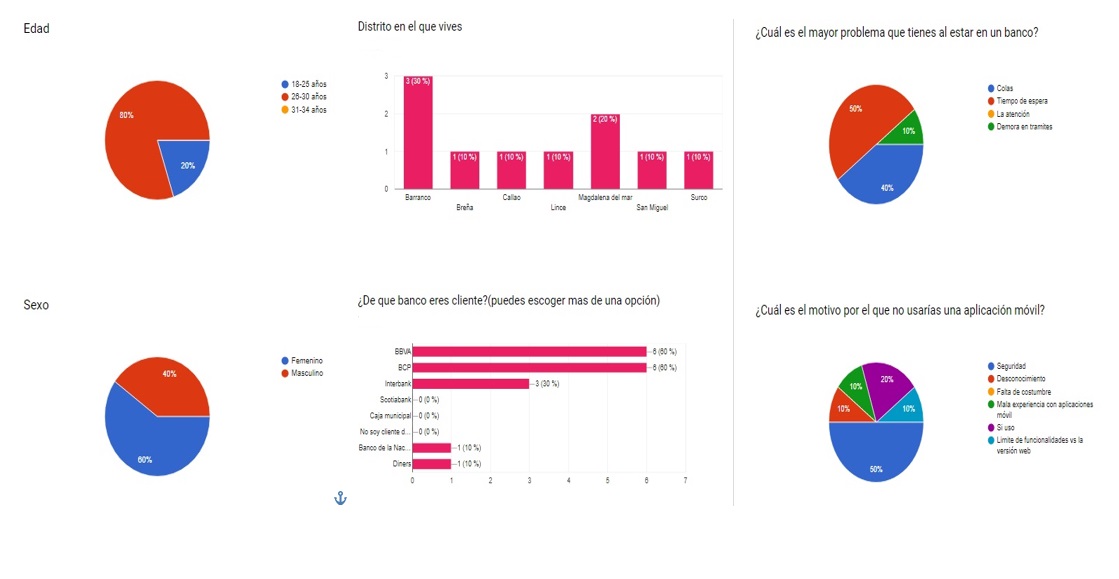 Edad
80%
20%
18-25 años
26-30 años
31-34 años
Distrito en el que vives
3
2
1
0
3 (30 %)
1 (10 %)
1 (10 %)
1 (10 %)
2 (20 %)
1 (10 %)
1 (10 %)
Barranco
Breña
Callao
Lince
Magdalena del mar
San Miguel
Surco
¿Cuál es el mayor problema que tienes al estar en un banco?
50%
10%
40%
Colas
Tiempo de espera
La atención
Demora en tramites
Sexo
40%
60%
Femenino
Masculino
¿De que banco eres cliente?(puedes escoger mas de una opción)
BBVA 6 (60 %)
BCP 6 (60 %)
Interbank 3 (30 %)
Scotiabank 0 (0 %)
Caja municipal 0 (0 %)
No soy cliente d... 0 (0 %)
Banco de la Nac... 1 (10 %)
Diners 1 (10 %)
0 1 2 3 4 5 6 7
¿Cuál es el motivo por el que no usarías una aplicación móvil?
20%
10%
10%
10%
50%
Seguridad
Desconocimiento
Falta de costumbre
Mala experiencia con aplicaciones
móvil
Si uso
Limite de funcionalidades vs la
versión web